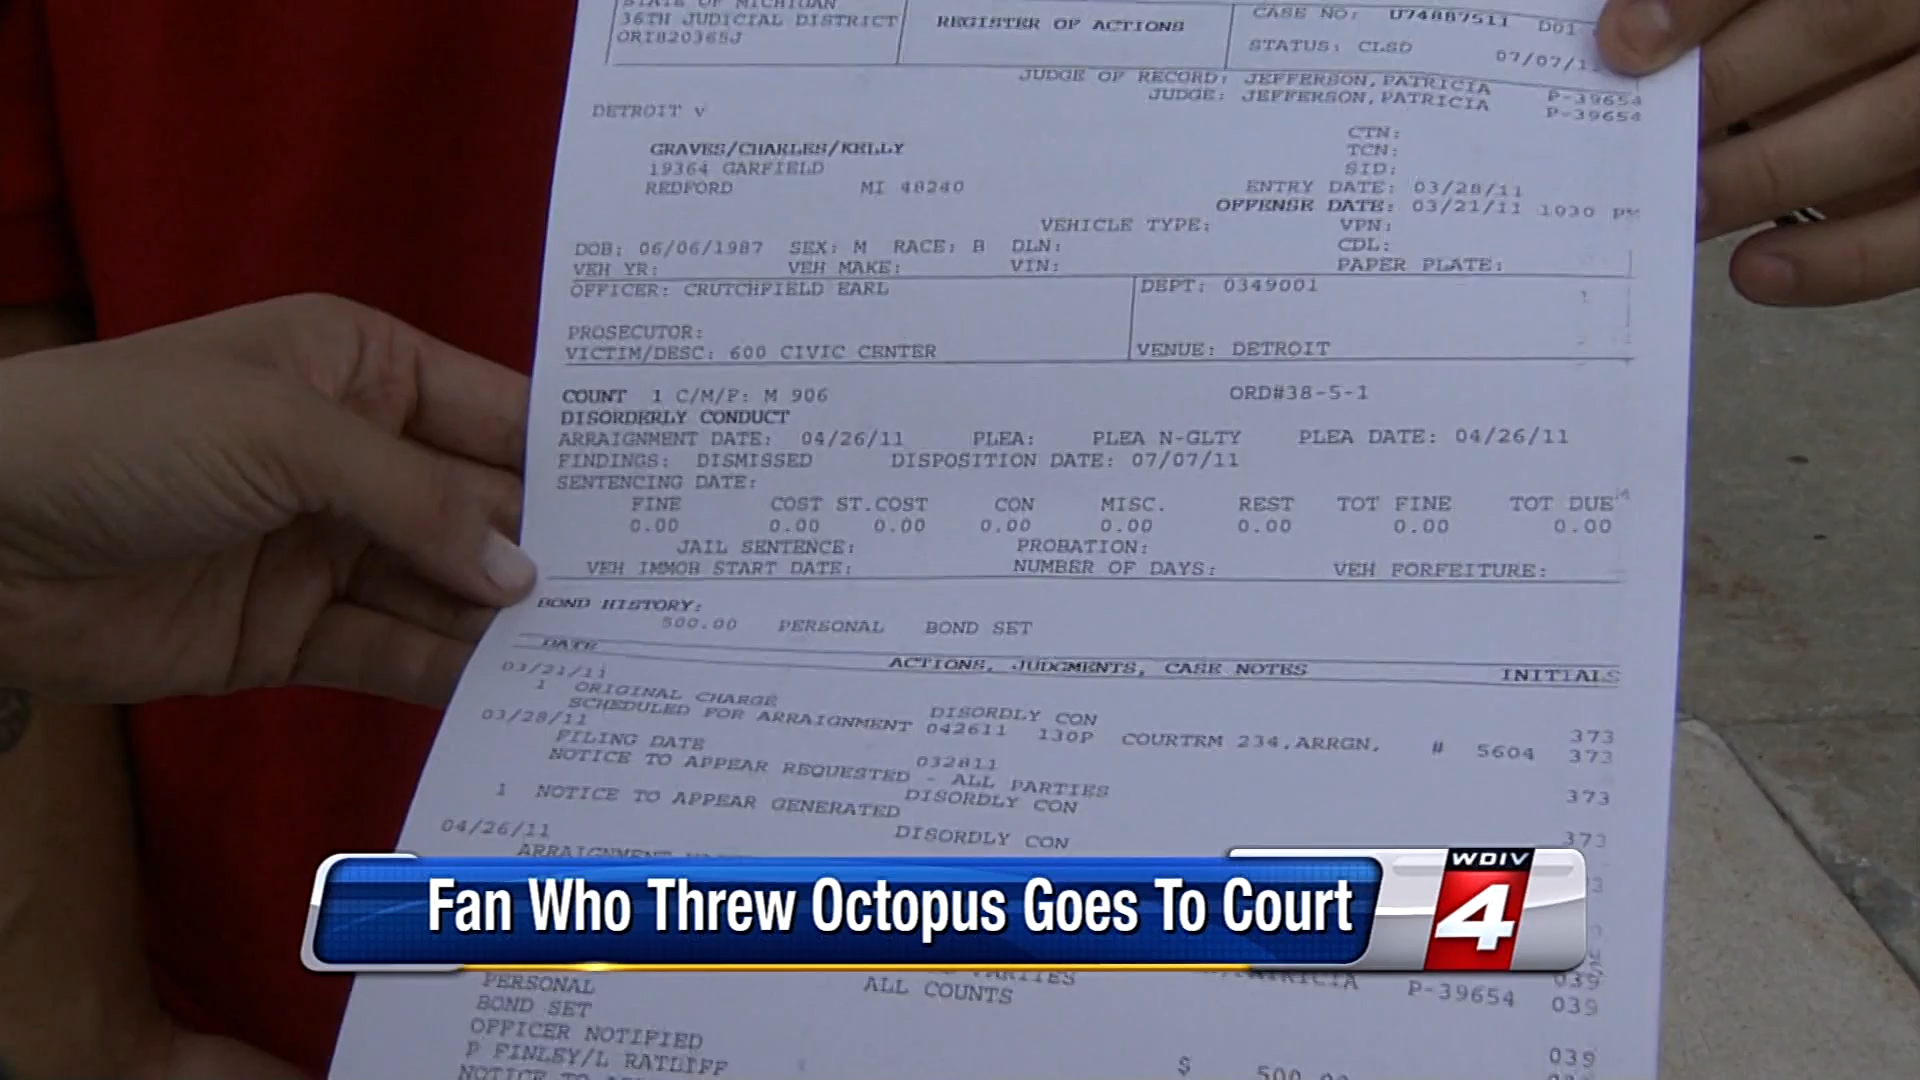 STATE OF MICHIGAN
36TH JUDICIAL DISTRICT
ORI820365J
REGISTER OF ACTIONS
CASE NO: U74887511 D01
STATUS: CLSD 07/07/1
JUDGE OF RECORD: JEFFERSON,PATRICIA P-39654
JUDGE: JEFFERSON,PATRICIA P-39654
DETROIT v
GRAVES/CHARLES/KELLY
19364 GARFIELD
REDFORD MI 48240
CTN:
TCN:
SID:
ENTRY DATE: 03/28/11
OFFENSE DATE: 03/21/11 1030 PM
VEHICLE TYPE: VPN:
DOB: 06/06/1987 SEX: M RACE: B DLN: CDL:
VEH YR: VEH MAKE: VIN: PAPER PLATE:
OFFICER: CRUTCHFIELD EARL DEPT: 0349001
PROSECUTOR:
VICTIM/DESC: 600 CIVIC CENTER VENUE: DETROIT
COUNT 1 C/M/F: M 906 ORD#38-5-1
DISORDERLY CONDUCT
ARRAIGNMENT DATE: 04/26/11 PLEA: PLEA N-GLTY PLEA DATE: 04/26/11
FINDINGS: DISMISSED DISPOSITION DATE: 07/07/11
SENTENCING DATE:
FINE COST ST.COST CON MISC. REST TOT FINE TOT DUE
0.00 0.00 0.00 0.00 0.00 0.00 0.00 0.00
JAIL SENTENCE: PROBATION:
VEH IMMOB START DATE: NUMBER OF DAYS: VEH FORFEITURE:
BOND HISTORY:
500.00 PERSONAL BOND SET
DATE ACTIONS, JUDGMENTS, CASE NOTES INITIALS
03/21/11
1 ORIGINAL CHARGE DISORDLY CON 373
SCHEDULED FOR ARRAIGNMENT 042611 130P COURTRM 234,ARRGN. # 5604 373
03/28/11
FILING DATE 032811 373
NOTICE TO APPEAR REQUESTED - ALL PARTIES
DISORDLY CON
1 NOTICE TO APPEAR GENERATED 373
DISORDLY CON
04/26/11
Fan Who Threw Octopus Goes To Court
WDIV
4
P-39654 039
PERSONAL ALL COUNTS 039
BOND SET
OFFICER NOTIFIED
P FINLEY/L RATLIFF 039
$ 500.00